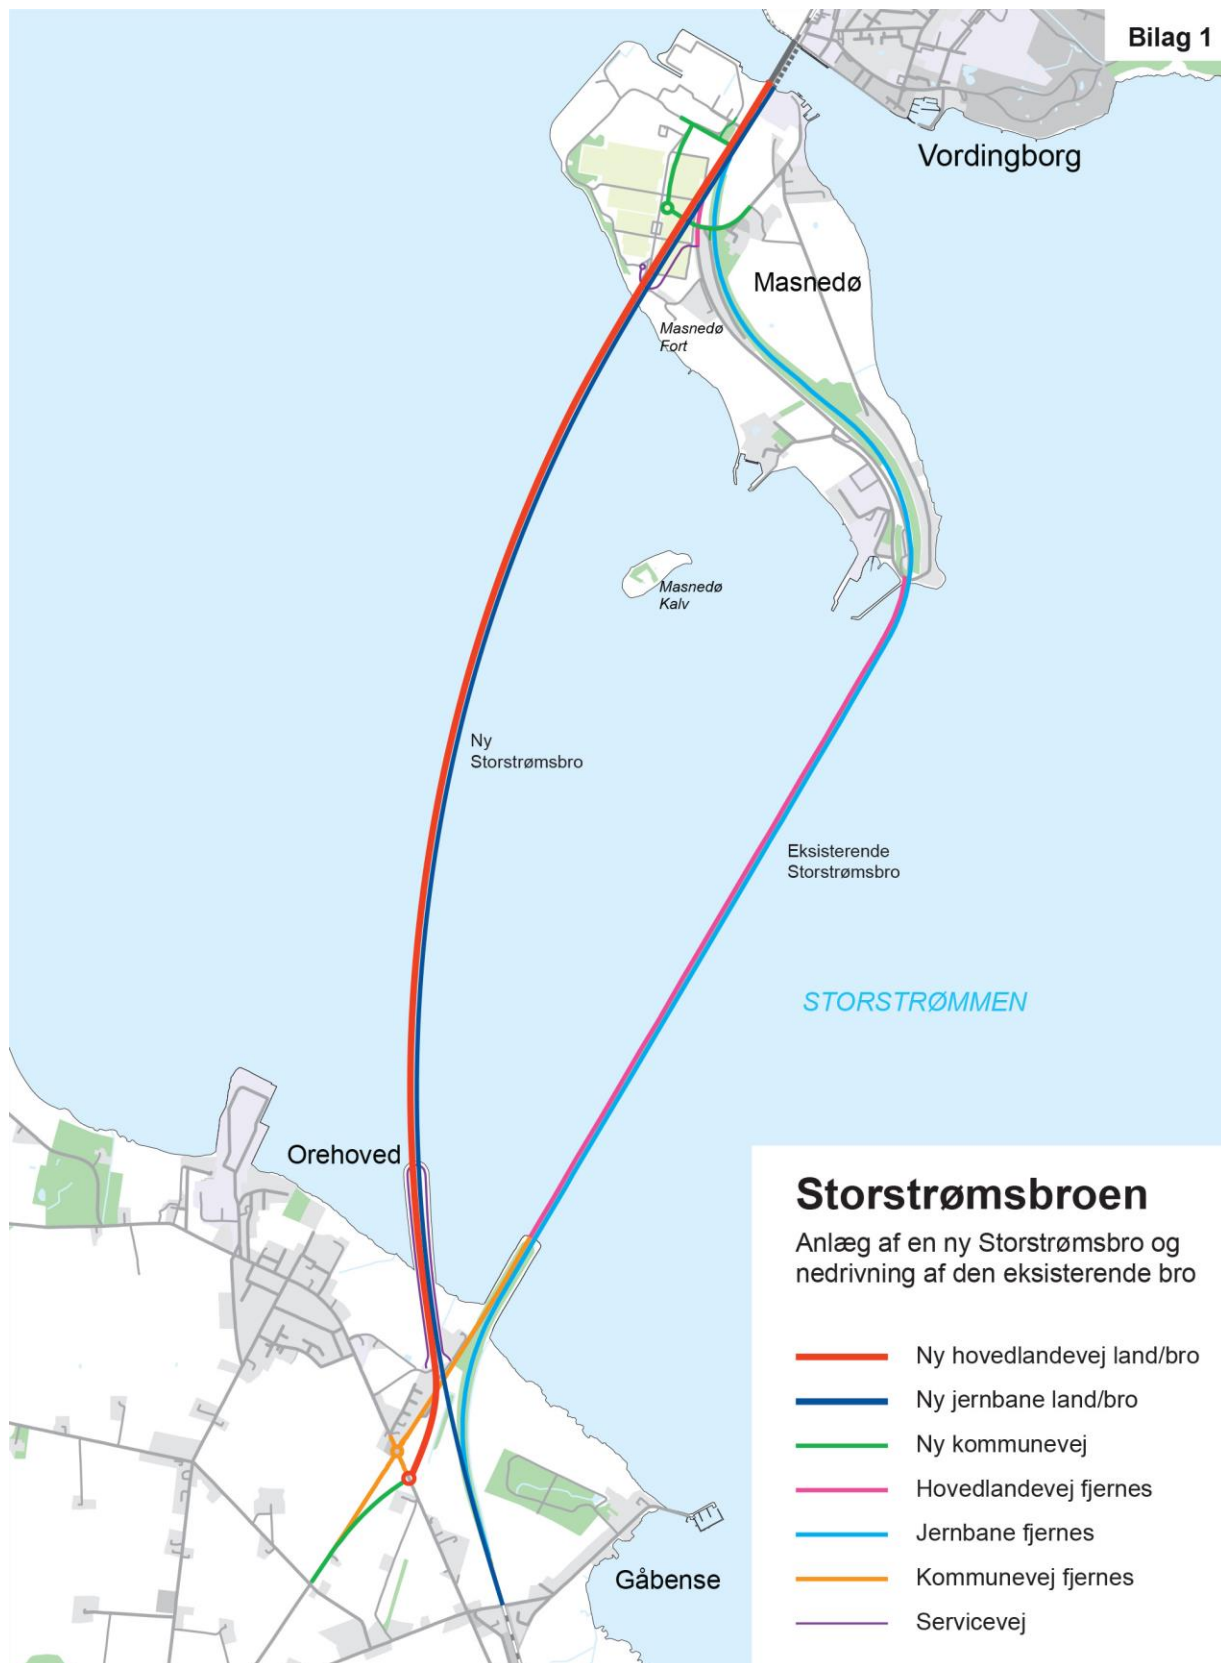 Bilag 1
Vordingborg
Masnedø
Masnedø
Fort
Masnedø
Kalv
Ny
Storstrømsbro
Eksisterende
Storstrømsbro
STORSTRØMMEN
Orehoved
Gåbense
Storstrømsbroen
Anlæg af en ny Storstrømsbro og
nedrivning af den eksisterende bro
Ny hovedlandevej land/bro
Ny jernbane land/bro
Ny kommunevej
Hovedlandevej fjernes
Jernbane fjernes
Kommunevej fjernes
Servicevej